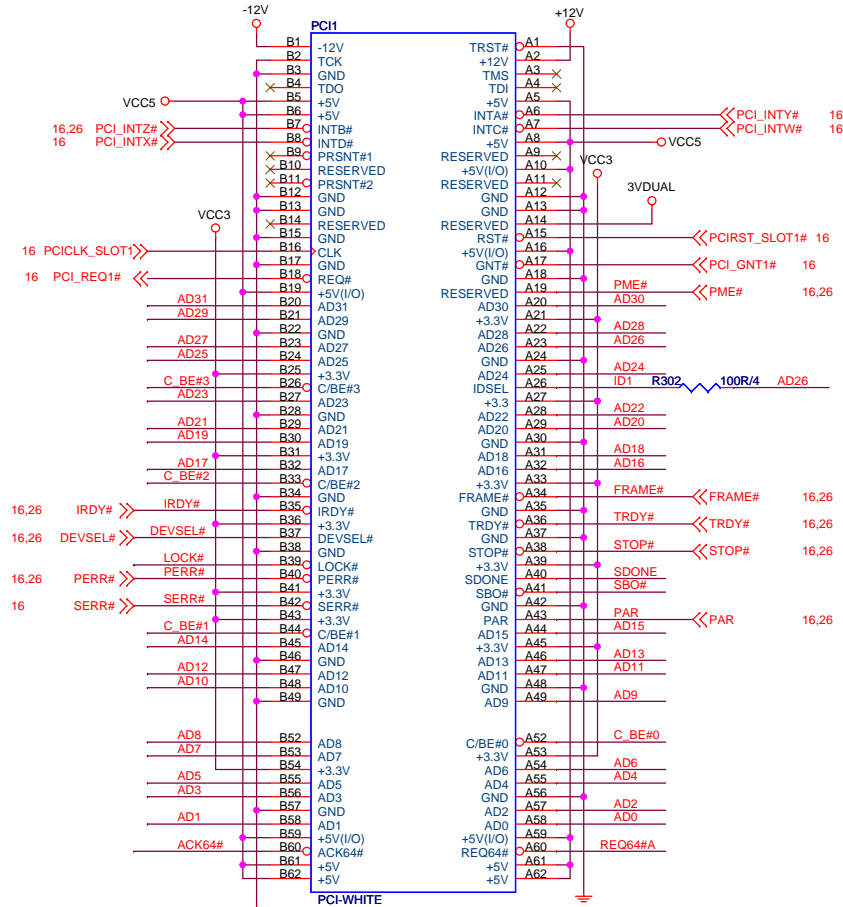 -12V +12V
PCI1
B1 -12V TRST# A1
B2 TCK +12V A2
B3 GND TMS A3
B4 TDO TDI A4
VCC5 B5 +5V +5V A5
B6 +5V INTA# A6 PCI_INTY# 16
16,26 PCI_INTZ# B7 INTB# INTC# A7 PCI_INTW# 16
16 PCI_INTX# B8 INTD# +5V A8 VCC5
B9 PRSNT#1 RESERVED A9
B10 RESERVED +5V(I/O) A10 VCC3
B11 PRSNT#2 RESERVED A11
B12 GND GND A12 3VDUAL
B13 GND GND A13
VCC3 B14 RESERVED RESERVED A14
B15 GND RST# A15 PCIRST_SLOT1# 16
16 PCICLK_SLOT1 B16 CLK +5V(I/O) A16
B17 GND GNT# A17 PCI_GNT1# 16
16 PCI_REQ1# B18 REQ# GND A18
B19 +5V(I/O) RESERVED A19 PME# PME# 16,26
AD31 B20 AD31 AD30 A20 AD30
AD29 B21 AD29 +3.3V A21
B22 GND AD28 A22 AD28
AD27 B23 AD27 AD26 A23 AD26
AD25 B24 AD25 GND A24
B25 +3.3V AD24 A25 AD24
C_BE#3 B26 C/BE#3 IDSEL A26 ID1 R302 100R/4 AD26
AD23 B27 AD23 +3.3 A27
B28 GND AD22 A28 AD22
AD21 B29 AD21 AD20 A29 AD20
AD19 B30 AD19 GND A30
B31 +3.3V AD18 A31 AD18
AD17 B32 AD17 AD16 A32 AD16
C_BE#2 B33 C/BE#2 +3.3V A33
B34 GND FRAME# A34 FRAME# FRAME# 16,26
16,26 IRDY# IRDY# B35 IRDY# GND A35
B36 +3.3V TRDY# A36 TRDY# TRDY# 16,26
16,26 DEVSEL# DEVSEL# B37 DEVSEL# GND A37
B38 GND STOP# A38 STOP# STOP# 16,26
LOCK# B39 LOCK# +3.3V A39
16,26 PERR# PERR# B40 PERR# SDONE A40 SDONE
B41 +3.3V SBO# A41 SBO#
16 SERR# SERR# B42 SERR# GND A42
B43 +3.3V PAR A43 PAR PAR 16,26
C_BE#1 B44 C/BE#1 AD15 A44 AD15
AD14 B45 AD14 +3.3V A45
B46 GND AD13 A46 AD13
AD12 B47 AD12 AD11 A47 AD11
AD10 B48 AD10 GND A48
B49 GND AD9 A49 AD9
AD8 B52 AD8 C/BE#0 A52 C_BE#0
AD7 B53 AD7 +3.3V A53
B54 +3.3V AD6 A54 AD6
AD5 B55 AD5 AD4 A55 AD4
AD3 B56 AD3 GND A56
B57 GND AD2 A57 AD2
AD1 B58 AD1 AD0 A58 AD0
B59 +5V(I/O) +5V(I/O) A59
ACK64# B60 ACK64# REQ64# A60 REQ64#A
B61 +5V +5V A61
B62 +5V +5V A62
PCI-WHITE